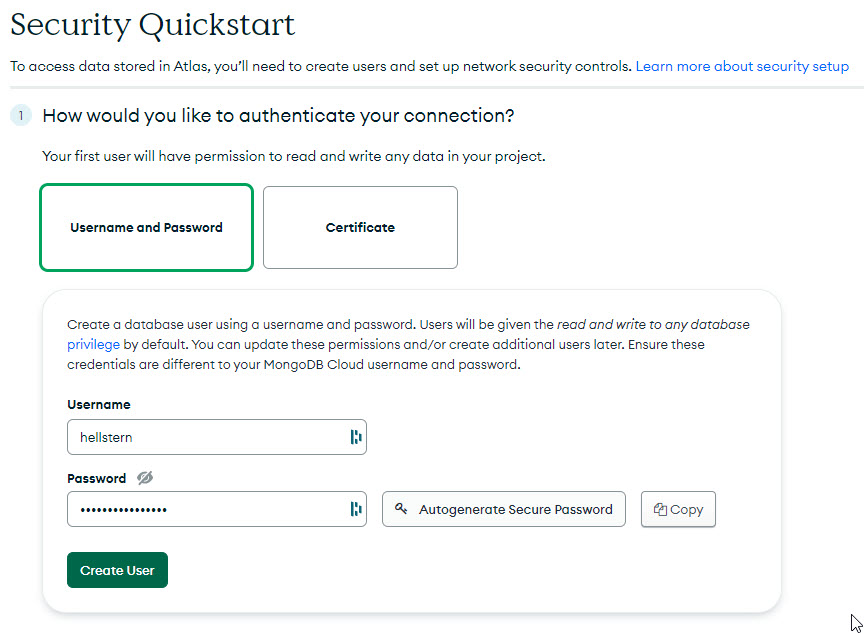 Security Quickstart
To access data stored in Atlas, you'll need to create users and set up network security controls. Learn more about security setup
1 How would you like to authenticate your connection?
Your first user will have permission to read and write any data in your project.
Username and Password Certificate
Create a database user using a username and password. Users will be given the read and write to any database
privilege by default. You can update these permissions and/or create additional users later. Ensure these
credentials are different to your MongoDB Cloud username and password.
Username
hellstern
Password
•••••••••••••••• Autogenerate Secure Password Copy
Create User